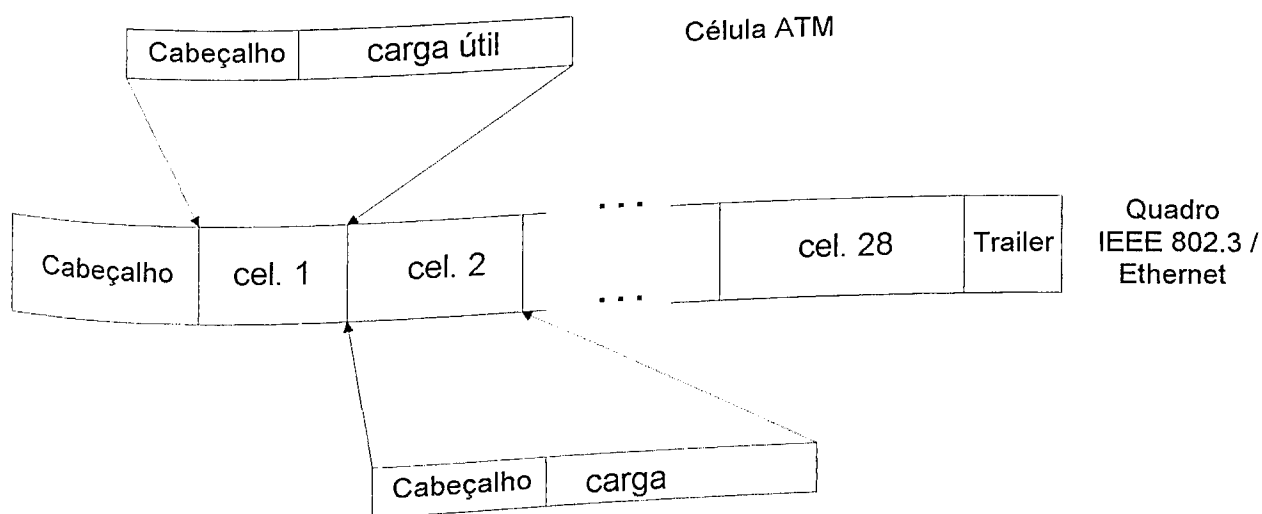 Cabeçalho carga útil
Célula ATM
Cabeçalho cel. 1 cel. 2 ... ... cel. 28 Trailer
Quadro
IEEE 802.3 /
Ethernet
Cabeçalho carga